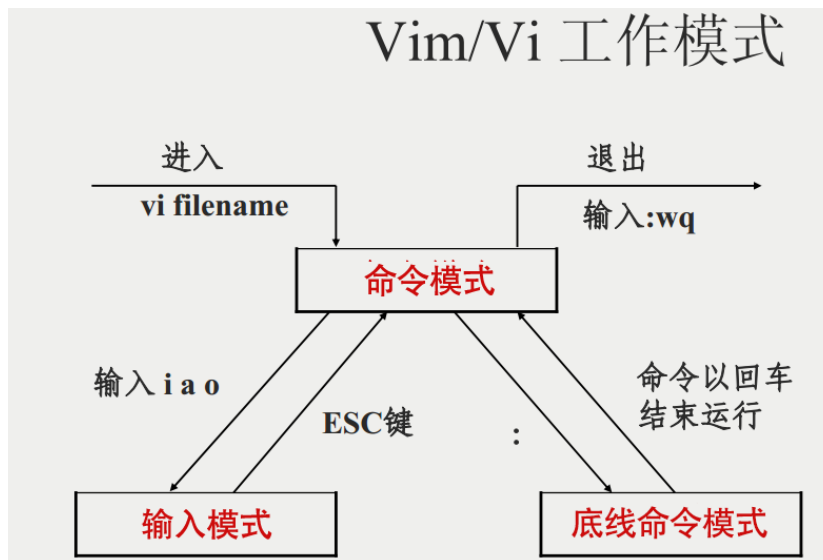 Vim/Vi 工作模式
进入
退出
vi filename
输入:wq
命令模式
输入 i a o
命令以回车
结束运行
ESC键
:
输入模式
底线命令模式